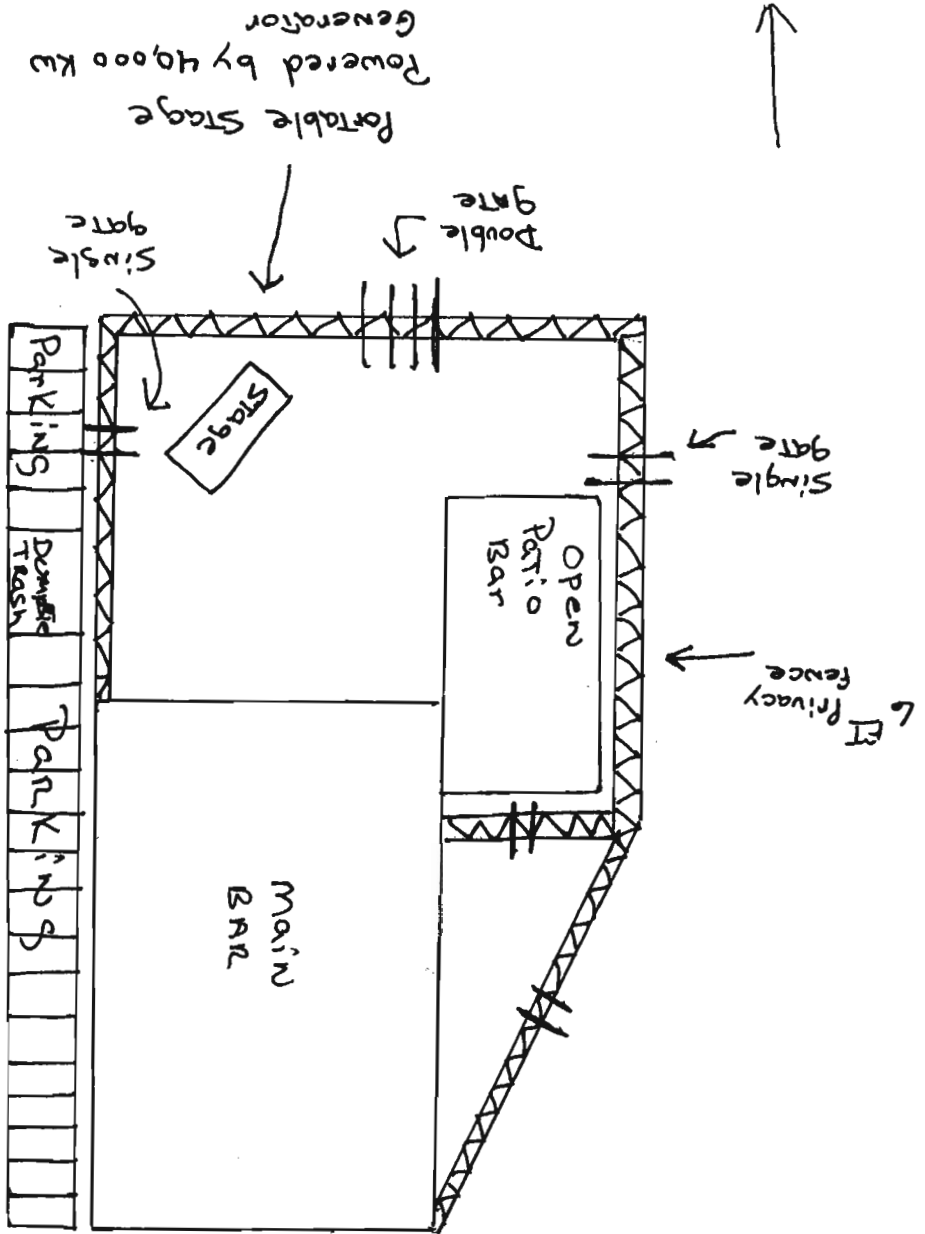 Portable Stage
Powered by 40,000 KW
Generator
Single
gate
Double
gate
Parking
Stage
Single
gate
Open
Patio
Bar
TRASH
6 FT
Privacy
fence
Parking
Main
BAR